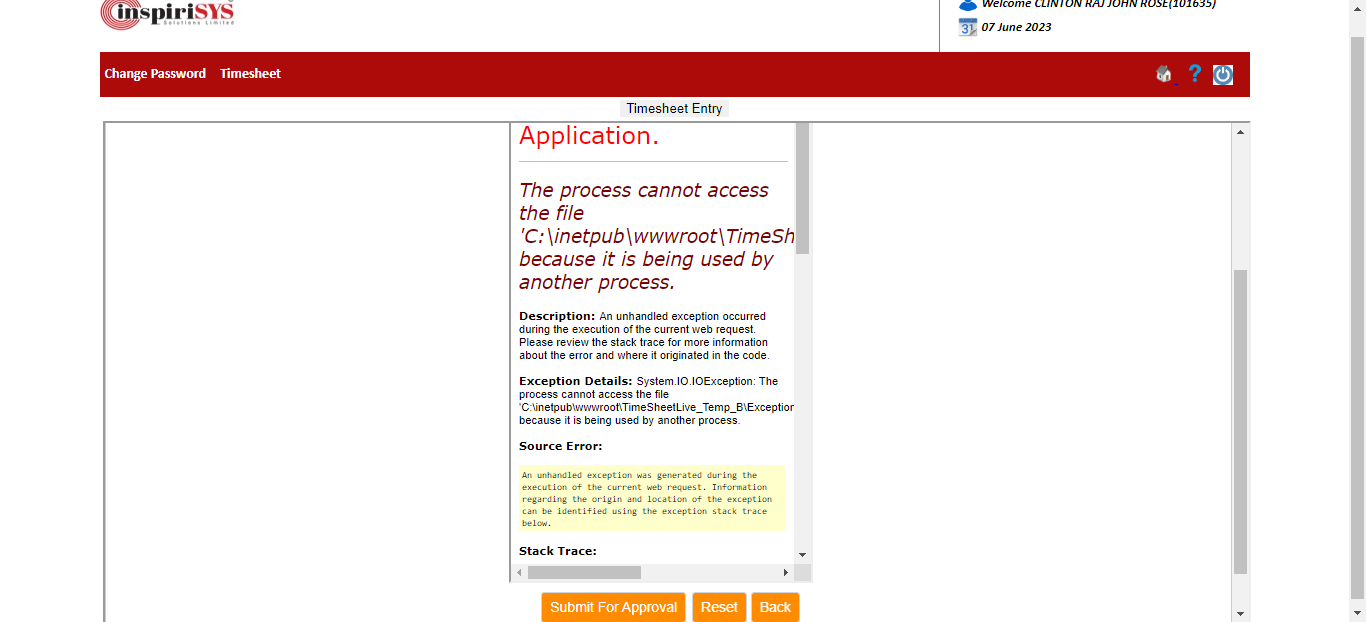 inspiriSYS
Solutions Limited
Welcome CLINTON RAJ JOHN ROSE(101635)
31 07 June 2023
Change Password Timesheet ?
Timesheet Entry
Application.
The process cannot access
the file
'C:\inetpub\wwwroot\TimeSh
because it is being used by
another process.
Description: An unhandled exception occurred
during the execution of the current web request.
Please review the stack trace for more information
about the error and where it originated in the code.
Exception Details: System.IO.IOException: The
process cannot access the file
'C:\inetpub\wwwroot\TimeSheetLive_Temp_B\Exception
because it is being used by another process.
Source Error:
An unhandled exception was generated during the
execution of the current web request. Information
regarding the origin and location of the exception
can be identified using the exception stack trace
below.
Stack Trace:
Submit For Approval Reset Back